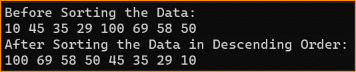 Before Sorting the Data:
10 45 35 29 100 69 58 50
After Sorting the Data in Descending Order:
100 69 58 50 45 35 29 10